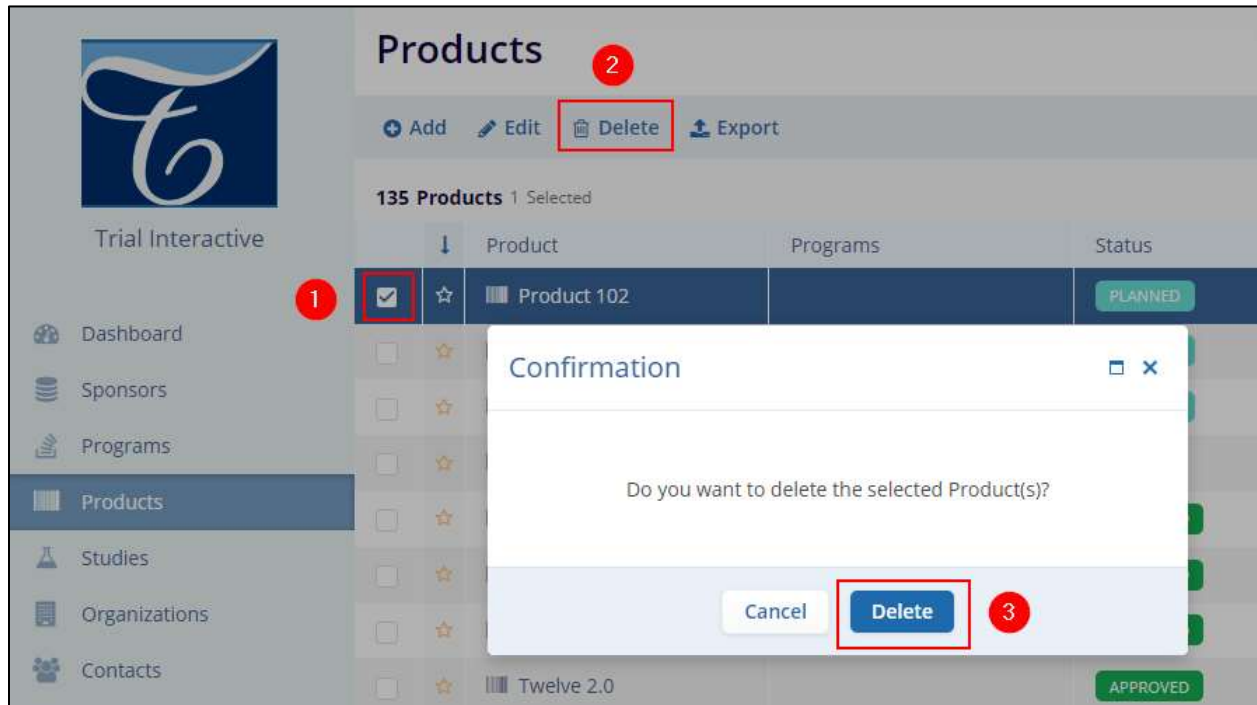 Products
2
Add Edit Delete Export
135 Products 1 Selected
Trial Interactive
Product Programs Status
1
Product 102 PLANNED
Dashboard
Sponsors
Programs
Products
Studies
Organizations
Contacts
Confirmation
Do you want to delete the selected Product(s)?
Cancel Delete 3
Twelve 2.0 APPROVED